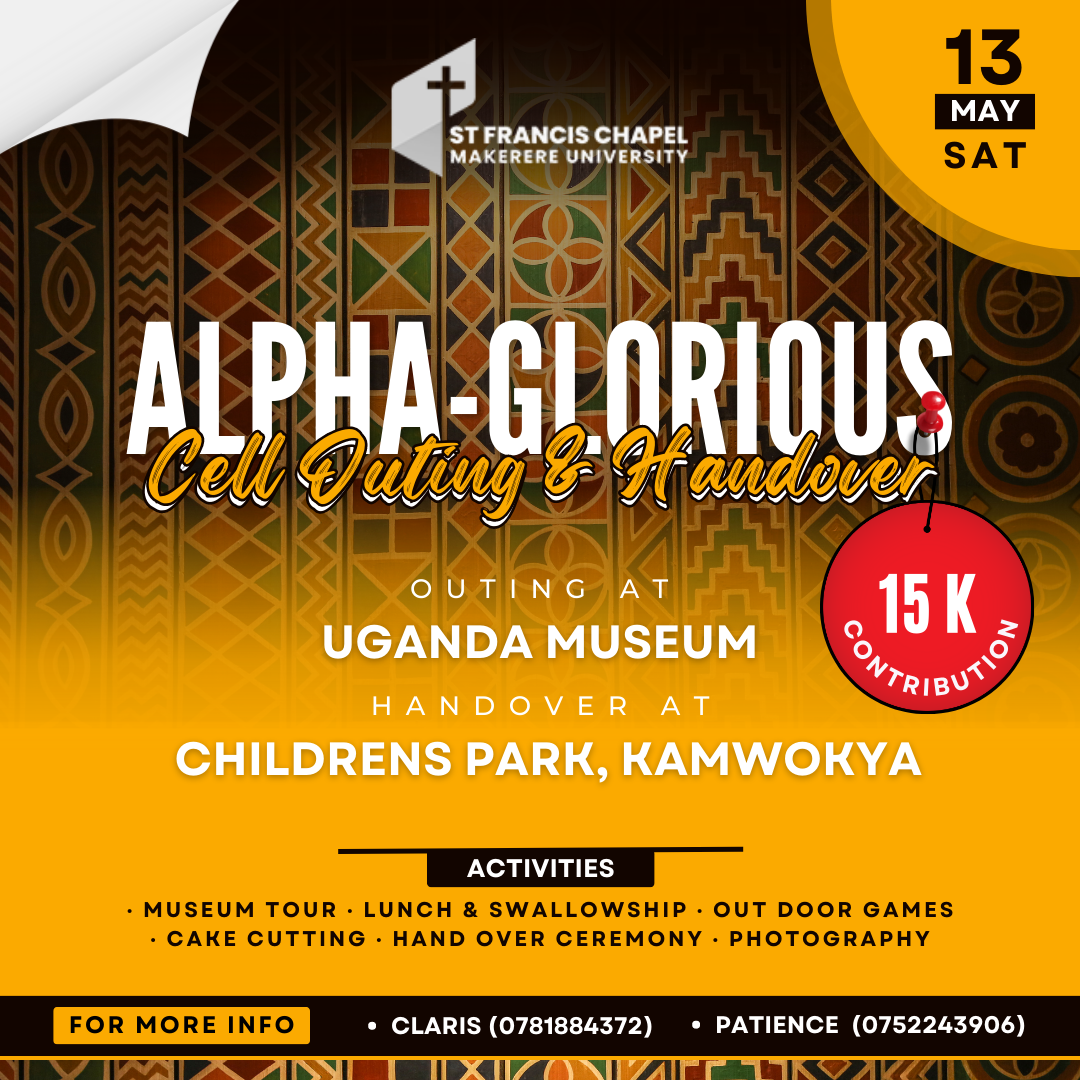 13
MAY
SAT
ST FRANCIS CHAPEL
MAKERERE UNIVERSITY
ALPHA-GLORIOUS
Cell Outing & Handover
15 K
CONTRIBUTION
OUTING AT
UGANDA MUSEUM
HANDOVER AT
CHILDRENS PARK, KAMWOKYA
ACTIVITIES
· MUSEUM TOUR · LUNCH & SWALLOWSHIP · OUT DOOR GAMES
· CAKE CUTTING · HAND OVER CEREMONY · PHOTOGRAPHY
FOR MORE INFO • CLARIS (0781884372) • PATIENCE (0752243906)